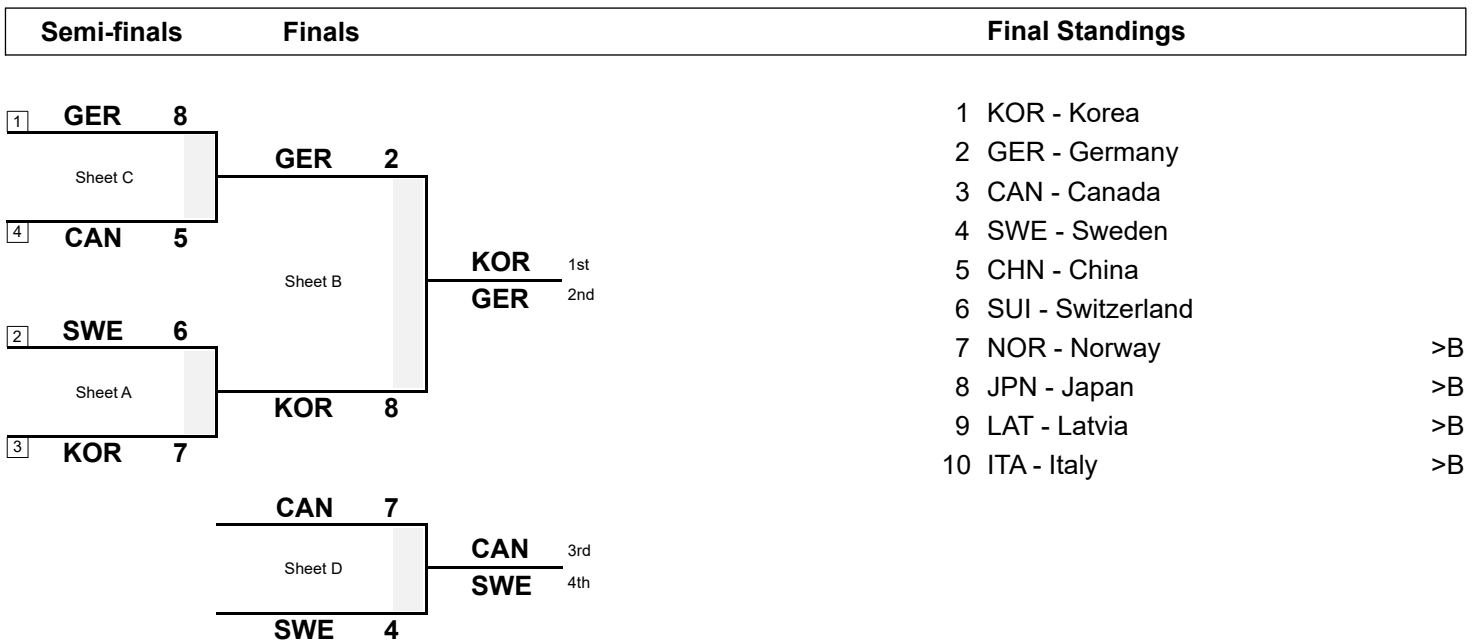 Semi-finals Finals Final Standings
1 GER 8
Sheet C
4 CAN 5
GER 2
Sheet B
KOR 8
2 SWE 6
Sheet A
3 KOR 7
KOR 1st
GER 2nd
CAN 7
Sheet D
SWE 4
CAN 3rd
SWE 4th
1 KOR - Korea
2 GER - Germany
3 CAN - Canada
4 SWE - Sweden
5 CHN - China
6 SUI - Switzerland
7 NOR - Norway >B
8 JPN - Japan >B
9 LAT - Latvia >B
10 ITA - Italy >B